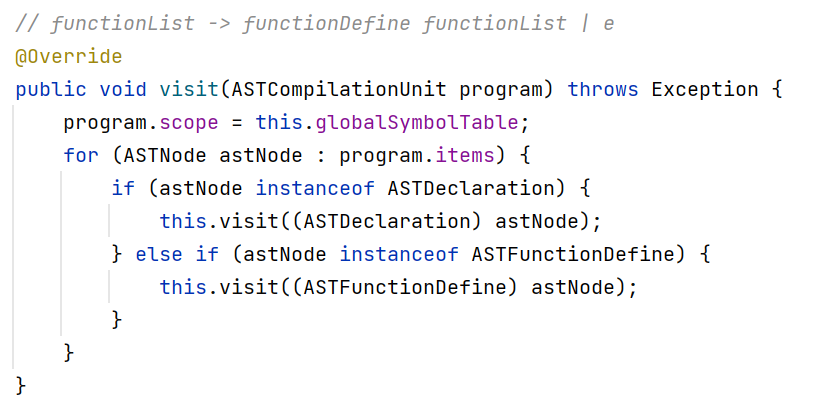 // functionList -> functionDefine functionList | e
@Override
public void visit(ASTCompilationUnit program) throws Exception {
    program.scope = this.globalSymbolTable;
    for (ASTNode astNode : program.items) {
        if (astNode instanceof ASTDeclaration) {
            this.visit((ASTDeclaration) astNode);
        } else if (astNode instanceof ASTFunctionDefine) {
            this.visit((ASTFunctionDefine) astNode);
        }
    }
}